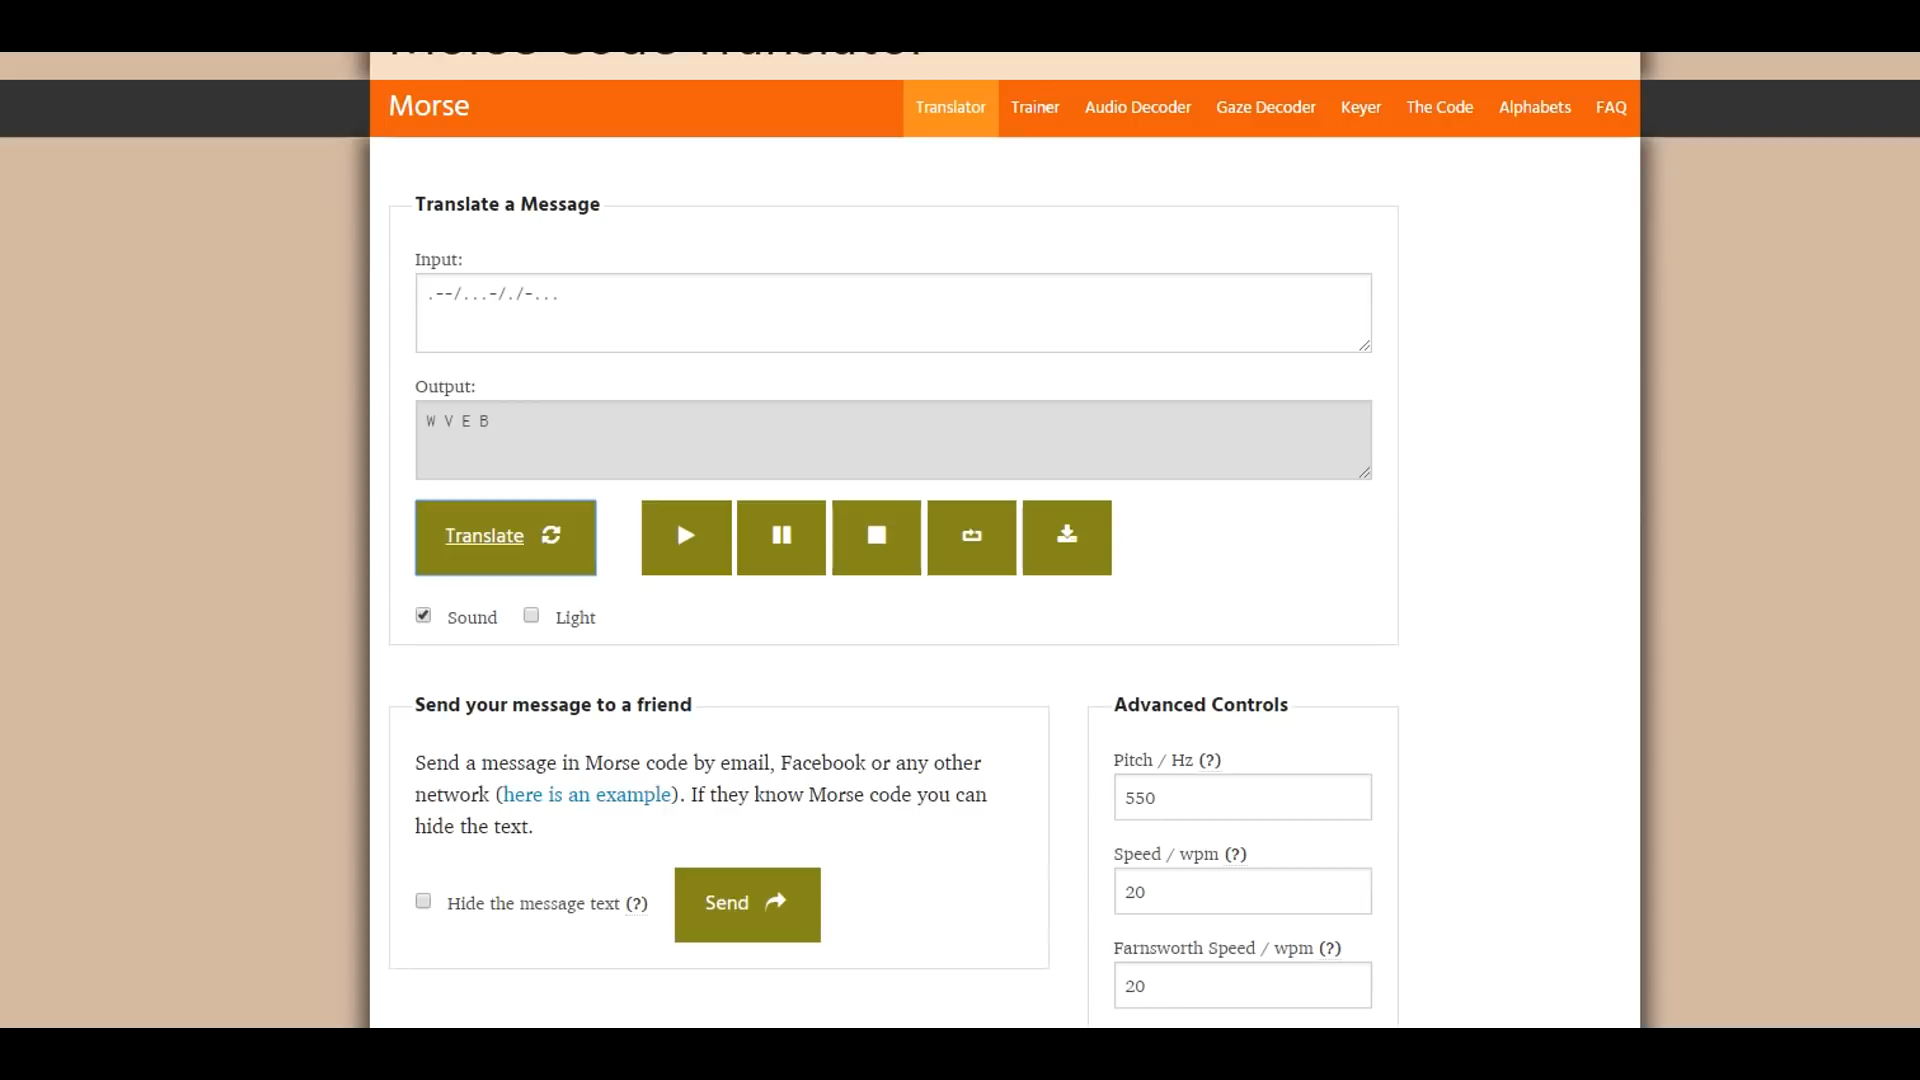 Morse Code Translator
Morse
Translator Trainer Audio Decoder Gaze Decoder Keyer The Code Alphabets FAQ
Translate a Message
Input:
.--/...-/./-...
Output:
W V E B
Translate
Sound Light
Send your message to a friend
Send a message in Morse code by email, Facebook or any other
network (here is an example). If they know Morse code you can
hide the text.
Hide the message text (?)
Send
Advanced Controls
Pitch / Hz (?)
550
Speed / wpm (?)
20
Farnsworth Speed / wpm (?)
20